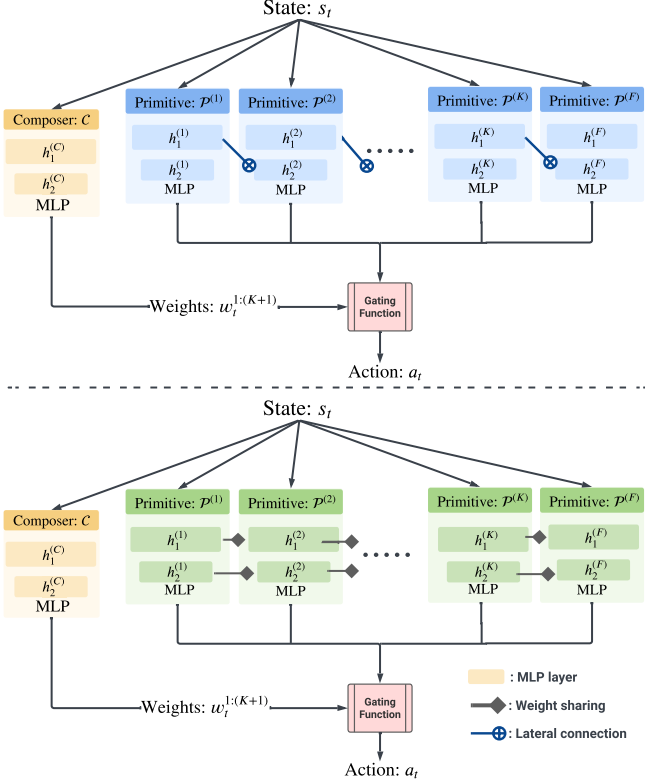 State: s_t
Composer: C
h_1^(C)
h_2^(C)
MLP
Primitive: P^(1)
h_1^(1)
h_2^(1)
MLP
Primitive: P^(2)
h_1^(2)
h_2^(2)
MLP
Primitive: P^(K)
h_1^(K)
h_2^(K)
MLP
Primitive: P^(F)
h_1^(F)
h_2^(F)
MLP
Weights: w_t^1:(K+1)
Gating
Function
Action: a_t
State: s_t
Composer: C
h_1^(C)
h_2^(C)
MLP
Primitive: P^(1)
h_1^(1)
h_2^(1)
MLP
Primitive: P^(2)
h_1^(2)
h_2^(2)
MLP
Primitive: P^(K)
h_1^(K)
h_2^(K)
MLP
Primitive: P^(F)
h_1^(F)
h_2^(F)
MLP
Weights: w_t^1:(K+1)
Gating
Function
Action: a_t
: MLP layer
: Weight sharing
: Lateral connection